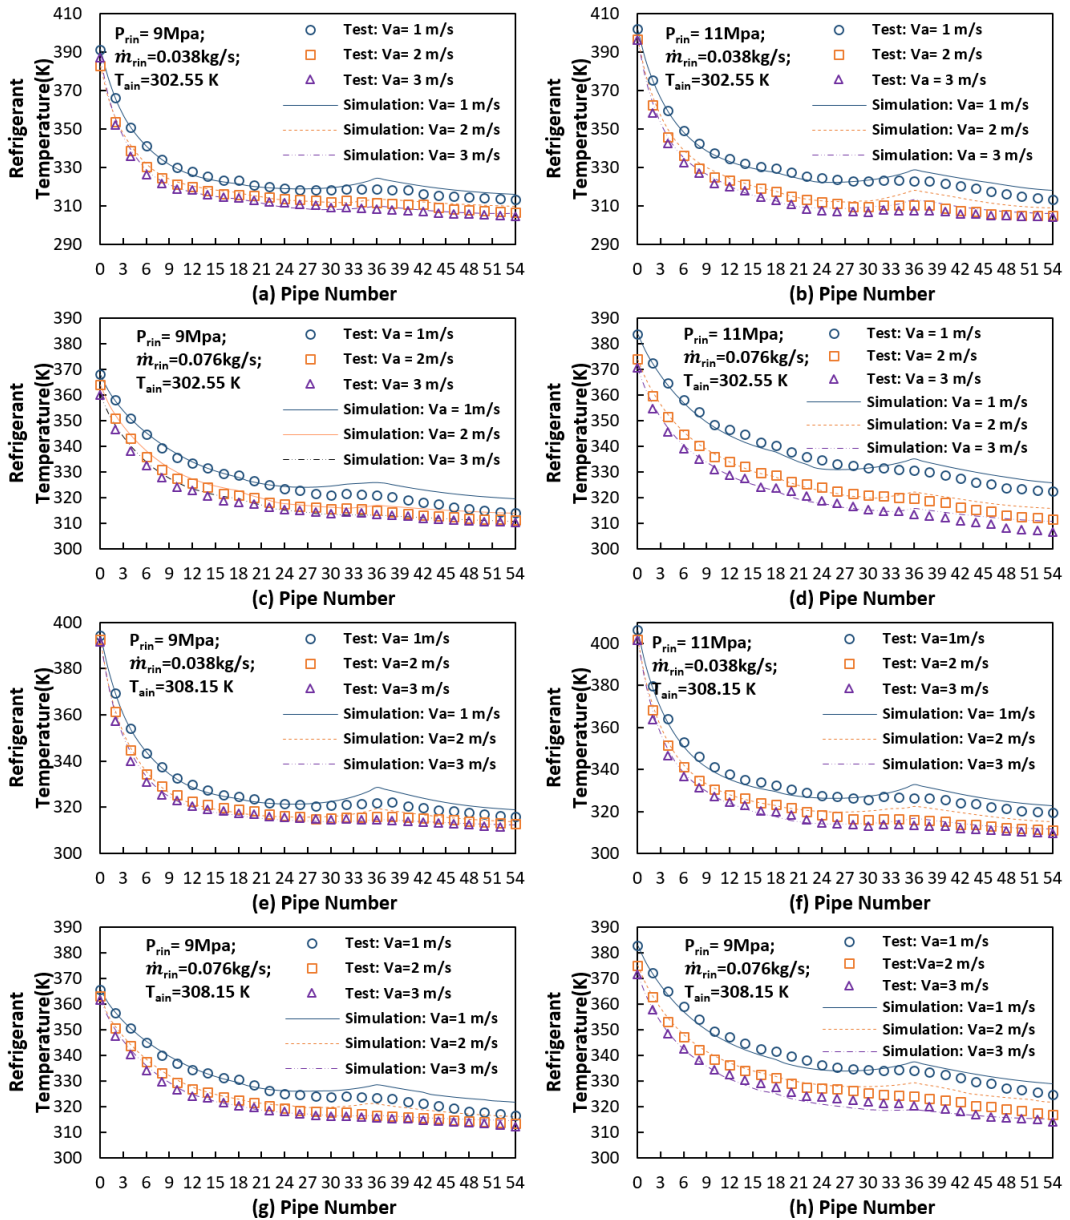 410
390
370
350
330
310
290
Refrigerant
Temperature(K)
P_rin= 9Mpa;
ṁ_rin=0.038kg/s;
T_ain=302.55 K
Test: Va= 1 m/s
Test: Va= 2 m/s
Test: Va= 3 m/s
Simulation: Va= 1 m/s
Simulation: Va= 2 m/s
Simulation: Va= 3 m/s
0 3 6 9 12 15 18 21 24 27 30 33 36 39 42 45 48 51 54
(a) Pipe Number
410
390
370
350
330
310
290
Refrigerant
Temperature(K)
P_rin= 11Mpa;
ṁ_rin=0.038kg/s;
T_ain=302.55 K
Test: Va= 1 m/s
Test: Va= 2 m/s
Test: Va = 3 m/s
Simulation: Va= 1 m/s
Simulation: Va= 2 m/s
Simulation: Va = 3 m/s
0 3 6 9 12 15 18 21 24 27 30 33 36 39 42 45 48 51 54
(b) Pipe Number
390
380
370
360
350
340
330
320
310
300
Refrigerant
Temperature(K)
P_rin= 9Mpa;
ṁ_rin=0.076kg/s;
T_ain=302.55 K
Test: Va = 1m/s
Test: Va = 2m/s
Test: Va= 3 m/s
Simulation: Va = 1m/s
Simulation: Va= 2 m/s
Simulation: Va= 3 m/s
0 3 6 9 12 15 18 21 24 27 30 33 36 39 42 45 48 51 54
(c) Pipe Number
390
380
370
360
350
340
330
320
310
300
Refrigerant
Temperature(K)
P_rin= 11Mpa;
ṁ_rin=0.076kg/s;
T_ain=302.55 K
Test: Va = 1 m/s
Test: Va= 2 m/s
Test: Va = 3 m/s
Simulation: Va = 1 m/s
Simulation: Va = 2 m/s
Simulation: Va = 3 m/s
0 3 6 9 12 15 18 21 24 27 30 33 36 39 42 45 48 51 54
(d) Pipe Number
400
380
360
340
320
300
Refrigerant
Temperature(K)
P_rin= 9Mpa;
ṁ_rin=0.038kg/s;
T_ain=308.15 K
Test: Va= 1m/s
Test: Va=2 m/s
Test: Va=3 m/s
Simulation: Va= 1 m/s
Simulation: Va=2 m/s
Simulation: Va=3 m/s
0 3 6 9 12 15 18 21 24 27 30 33 36 39 42 45 48 51 54
(e) Pipe Number
400
380
360
340
320
300
Refrigerant
Temperature(K)
P_rin= 11Mpa;
ṁ_rin=0.038kg/s;
T_ain=308.15 K
Test: Va=1m/s
Test: Va=2 m/s
Test: Va=3 m/s
Simulation: Va= 1m/s
Simulation: Va=2 m/s
Simulation: Va=3 m/s
0 3 6 9 12 15 18 21 24 27 30 33 36 39 42 45 48 51 54
(f) Pipe Number
390
380
370
360
350
340
330
320
310
300
Refrigerant
Temperature(K)
P_rin= 9Mpa;
ṁ_rin=0.076kg/s;
T_ain=308.15 K
Test: Va=1 m/s
Test: Va=2 m/s
Test: Va=3 m/s
Simulation: Va=1 m/s
Simulation: Va=2 m/s
Simulation: Va=3 m/s
0 3 6 9 12 15 18 21 24 27 30 33 36 39 42 45 48 51 54
(g) Pipe Number
390
380
370
360
350
340
330
320
310
300
Refrigerant
Temperature(K)
P_rin= 9Mpa;
ṁ_rin=0.076kg/s;
T_ain=308.15 K
Test: Va=1 m/s
Test:Va=2 m/s
Test: Va=3 m/s
Simulation: Va=1 m/s
Simulation: Va=2 m/s
Simulation: Va=3 m/s
0 3 6 9 12 15 18 21 24 27 30 33 36 39 42 45 48 51 54
(h) Pipe Number